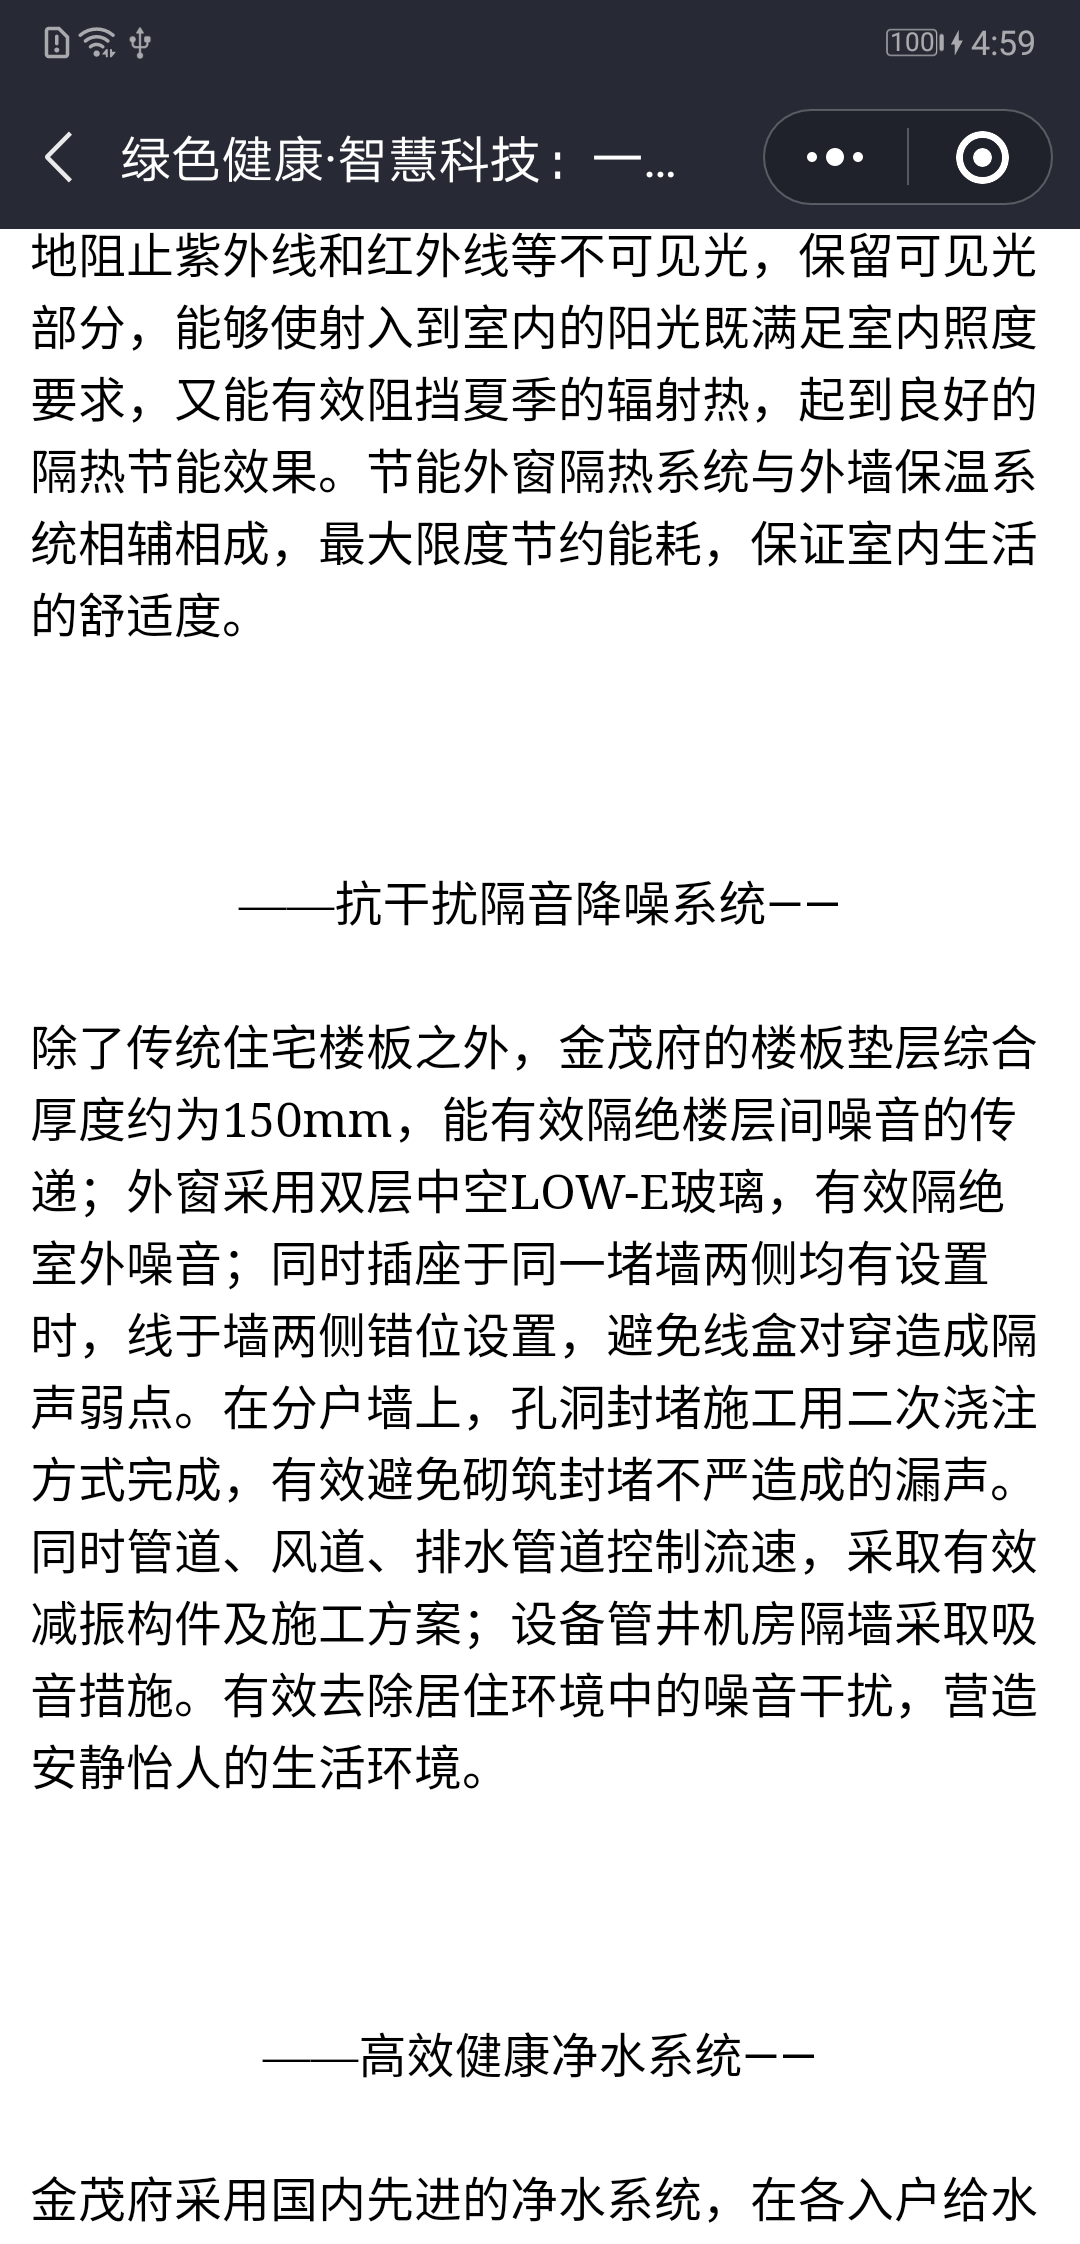 100 4:59
绿色健康·智慧科技：一...
地阻止紫外线和红外线等不可见光，保留可见光
部分，能够使射入到室内的阳光既满足室内照度
要求，又能有效阻挡夏季的辐射热，起到良好的
隔热节能效果。节能外窗隔热系统与外墙保温系
统相辅相成，最大限度节约能耗，保证室内生活
的舒适度。
——抗干扰隔音降噪系统——
除了传统住宅楼板之外，金茂府的楼板垫层综合
厚度约为150mm，能有效隔绝楼层间噪音的传
递；外窗采用双层中空LOW-E玻璃，有效隔绝
室外噪音；同时插座于同一堵墙两侧均有设置
时，线于墙两侧错位设置，避免线盒对穿造成隔
声弱点。在分户墙上，孔洞封堵施工用二次浇注
方式完成，有效避免砌筑封堵不严造成的漏声。
同时管道、风道、排水管道控制流速，采取有效
减振构件及施工方案；设备管井机房隔墙采取吸
音措施。有效去除居住环境中的噪音干扰，营造
安静怡人的生活环境。
——高效健康净水系统——
金茂府采用国内先进的净水系统，在各入户给水